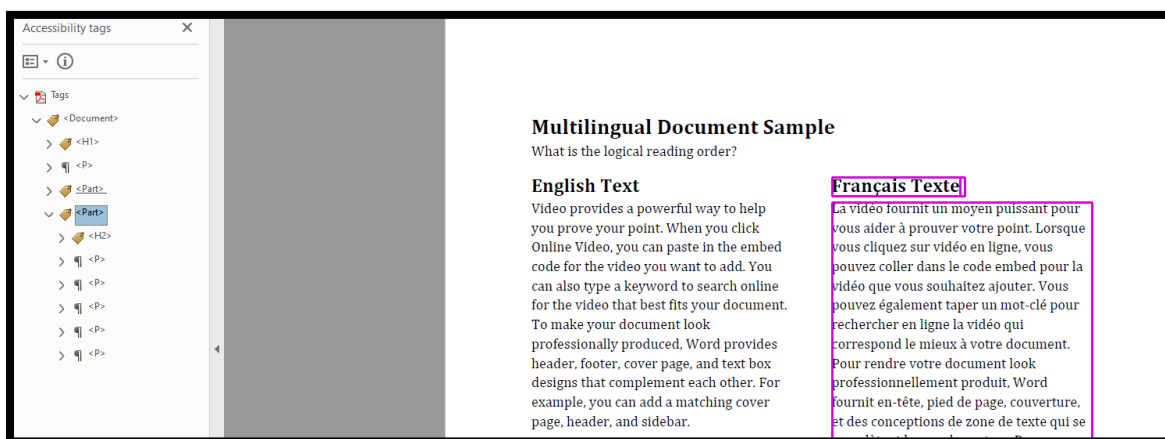 Accessibility tags
Tags
<Document>
<H1>
<P>
<Part>
<Part>
<H2>
<P>
<P>
<P>
<P>
<P>
Multilingual Document Sample
What is the logical reading order?
English Text
Video provides a powerful way to help
you prove your point. When you click
Online Video, you can paste in the embed
code for the video you want to add. You
can also type a keyword to search online
for the video that best fits your document.
To make your document look
professionally produced, Word provides
header, footer, cover page, and text box
designs that complement each other. For
example, you can add a matching cover
page, header, and sidebar.
Français Texte
La vidéo fournit un moyen puissant pour
vous aider à prouver votre point. Lorsque
vous cliquez sur vidéo en ligne, vous
pouvez coller dans le code embed pour la
vidéo que vous souhaitez ajouter. Vous
pouvez également taper un mot-clé pour
rechercher en ligne la vidéo qui
correspond le mieux à votre document.
Pour rendre votre document look
professionnellement produit, Word
fournit en-tête, pied de page, couverture,
et des conceptions de zone de texte qui se